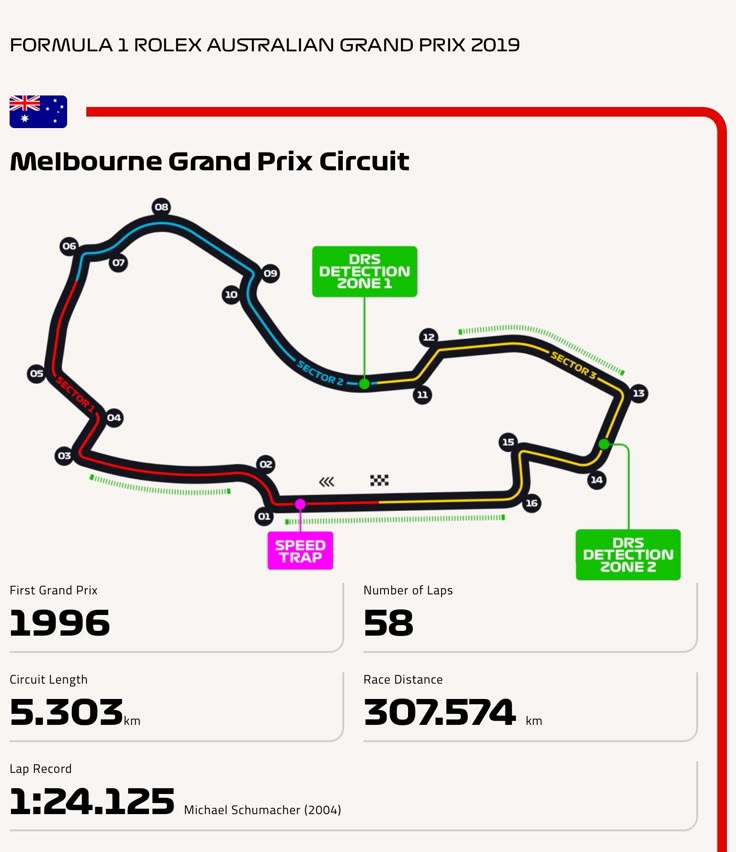 FORMULA 1 ROLEX AUSTRALIAN GRAND PRIX 2019
Melbourne Grand Prix Circuit
08
06
07
09
10
DRS
DETECTION
ZONE 1
12
SECTOR 3
05
SECTOR 1
SECTOR 2
11
13
04
03
02
15
14
01
16
SPEED
TRAP
DRS
DETECTION
ZONE 2
First Grand Prix
1996
Number of Laps
58
Circuit Length
5.303km
Race Distance
307.574 km
Lap Record
1:24.125 Michael Schumacher (2004)